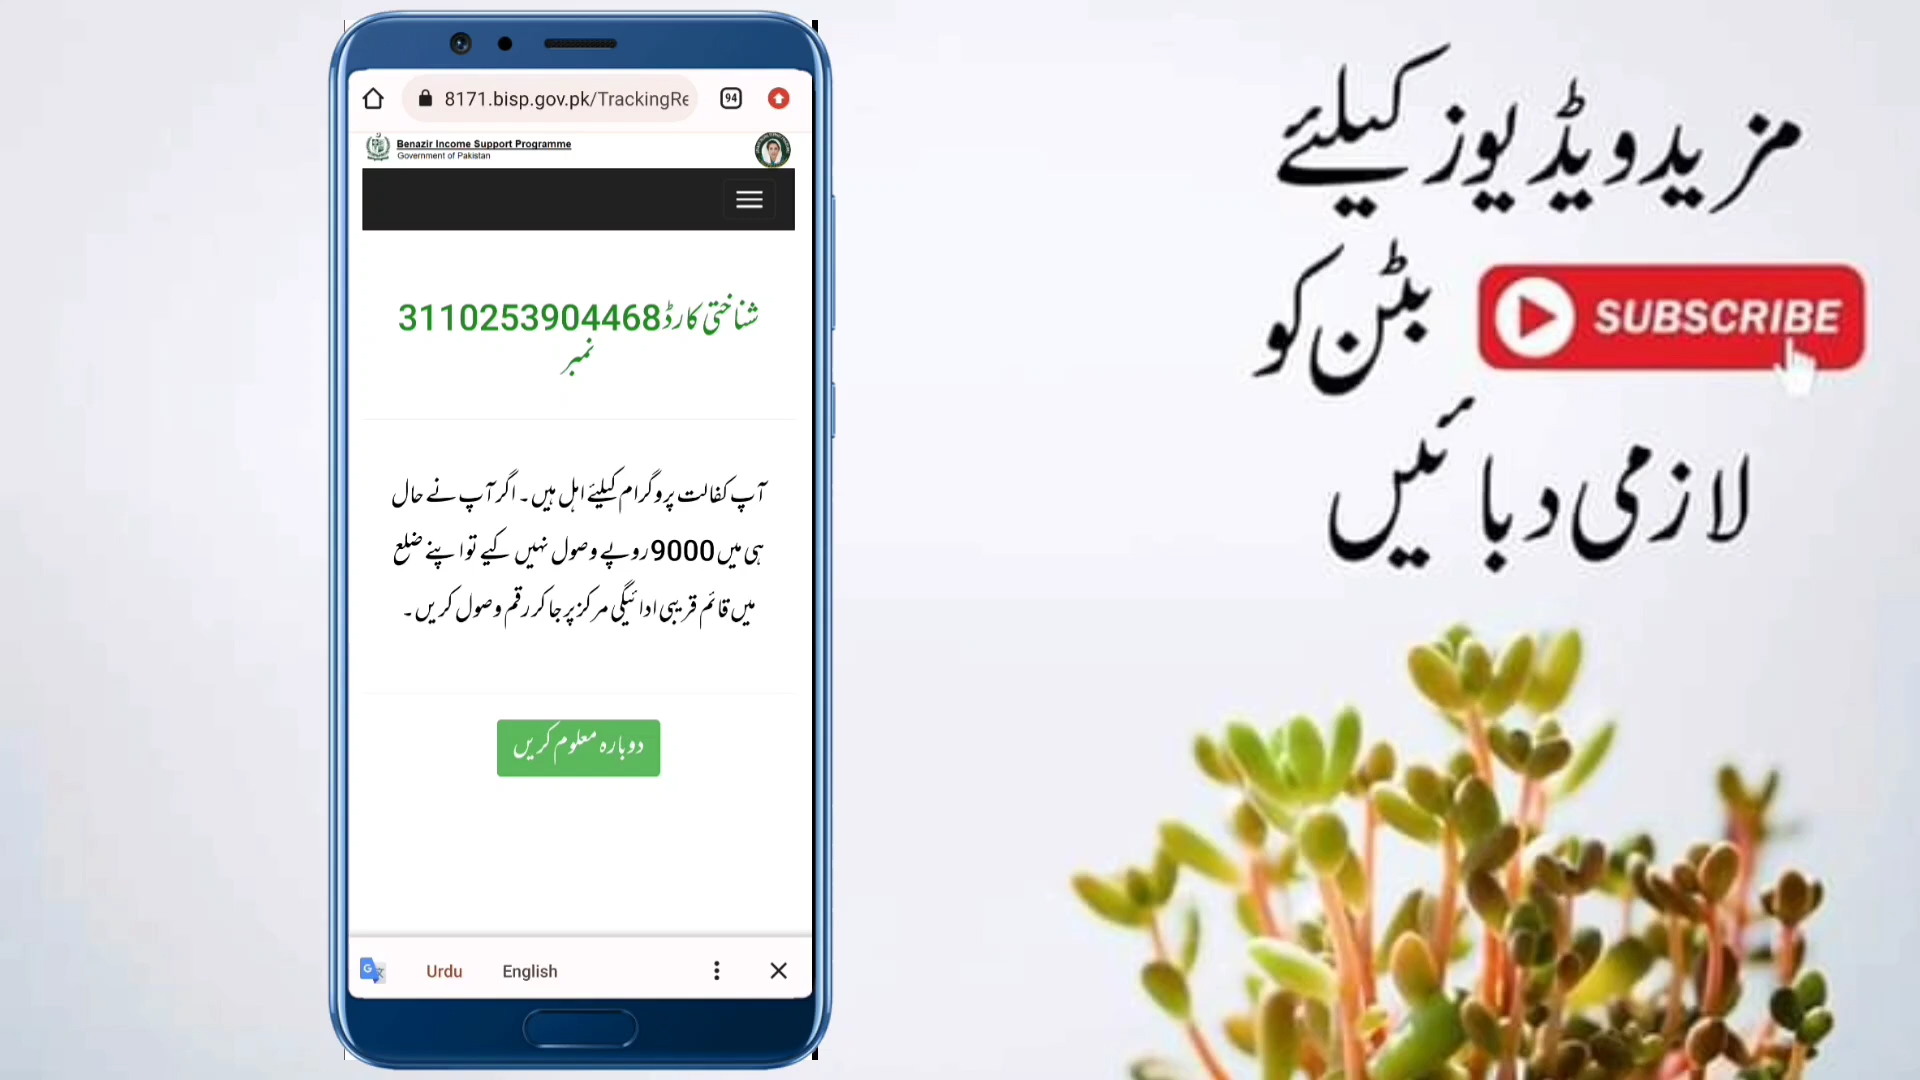 8171.bisp.gov.pk/TrackingRe
94
Benazir Income Support Programme
Government of Pakistan
شناختی کارڈ3110253904468
نمبر
آپ کفالت پروگرام کیلئے اہل ہیں۔ اگر آپ نے حال
ہی میں 9000 روپے وصول نہیں کیے تو اپنے ضلع
میں قائم قریبی ادائیگی مرکز پر جا کر رقم وصول کریں۔
دوبارہ معلوم کریں
Urdu English
مزید ویڈیوز کیلئے
SUBSCRIBE بٹن کو
لازمی دبائیں